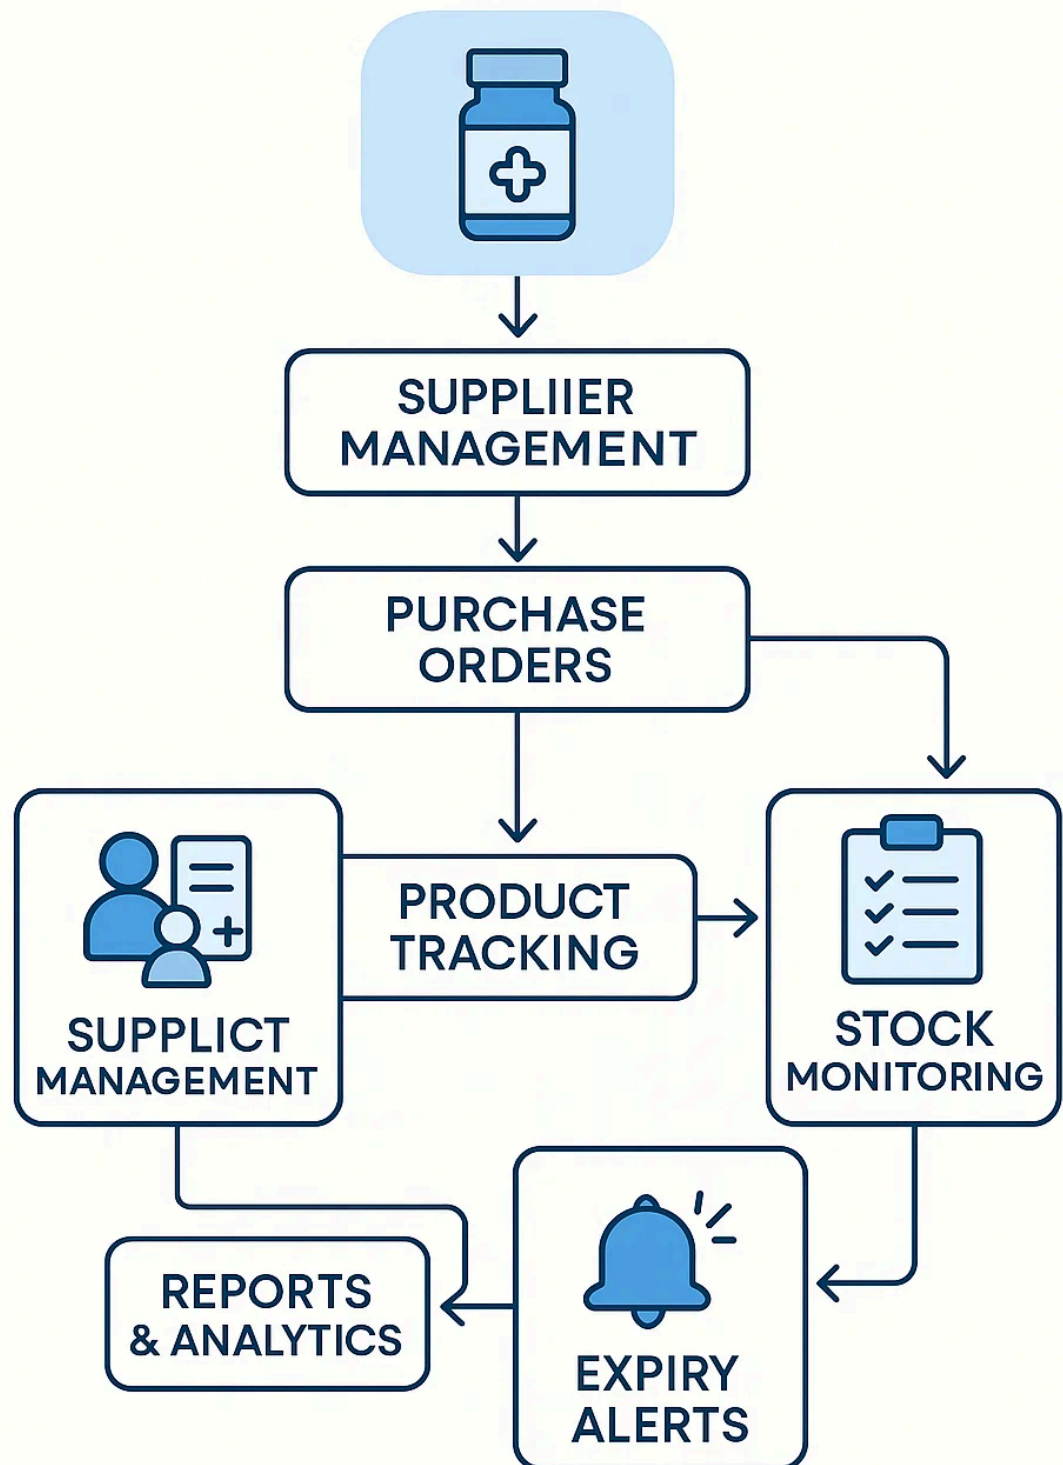 SUPPLIIER
MANAGEMENT
PURCHASE
ORDERS
PRODUCT
TRACKING
SUPPLICT
MANAGEMENT
STOCK
MONITORING
REPORTS
& ANALYTICS
EXPIRY
ALERTS